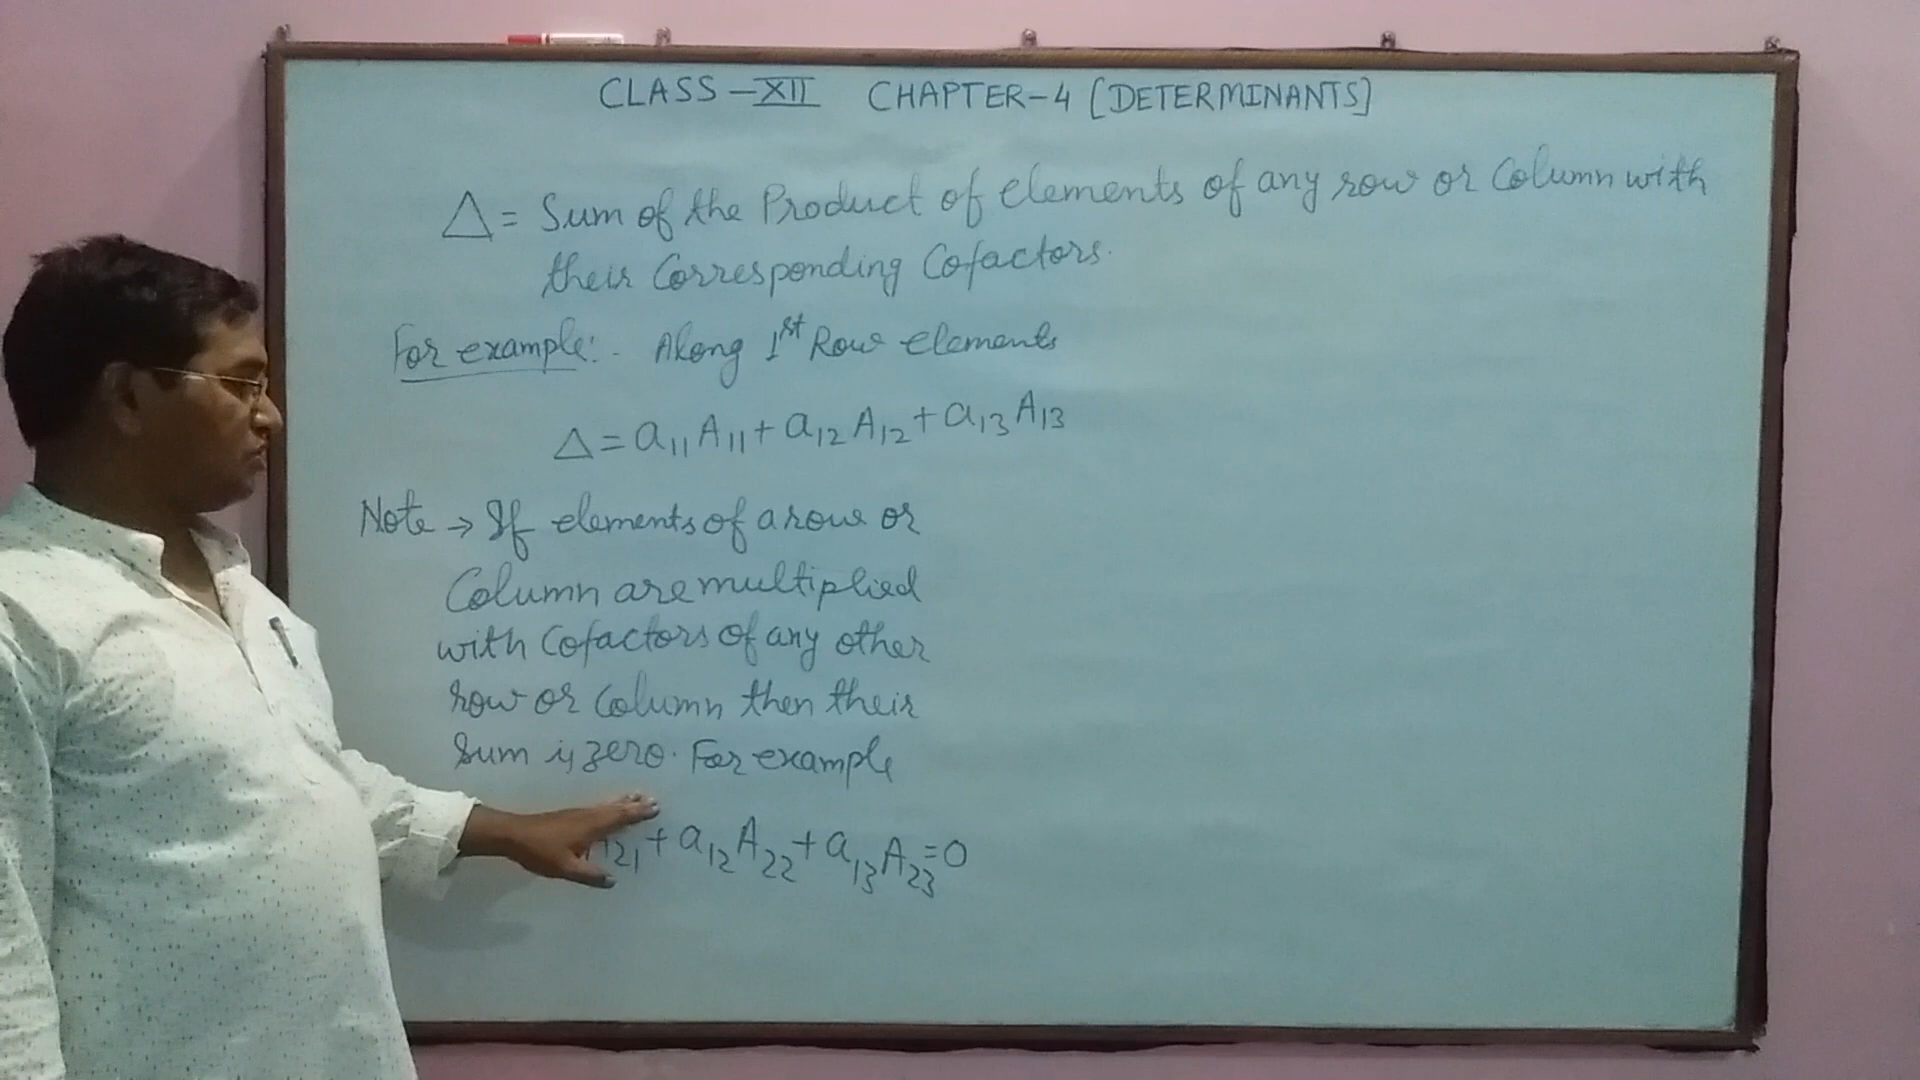 CLASS-XII CHAPTER-4 [DETERMINANTS]
Δ = Sum of the Product of elements of any row or Column with
their Corresponding Cofactors.
For example:- Along 1st Row elements
Δ = a11 A11 + a12 A12 + a13 A13
Note → If elements of a row or
Column are multiplied
with Cofactors of any other
row or Column then their
Sum is zero. For example
21 + a12 A22 + a13 A23 = 0